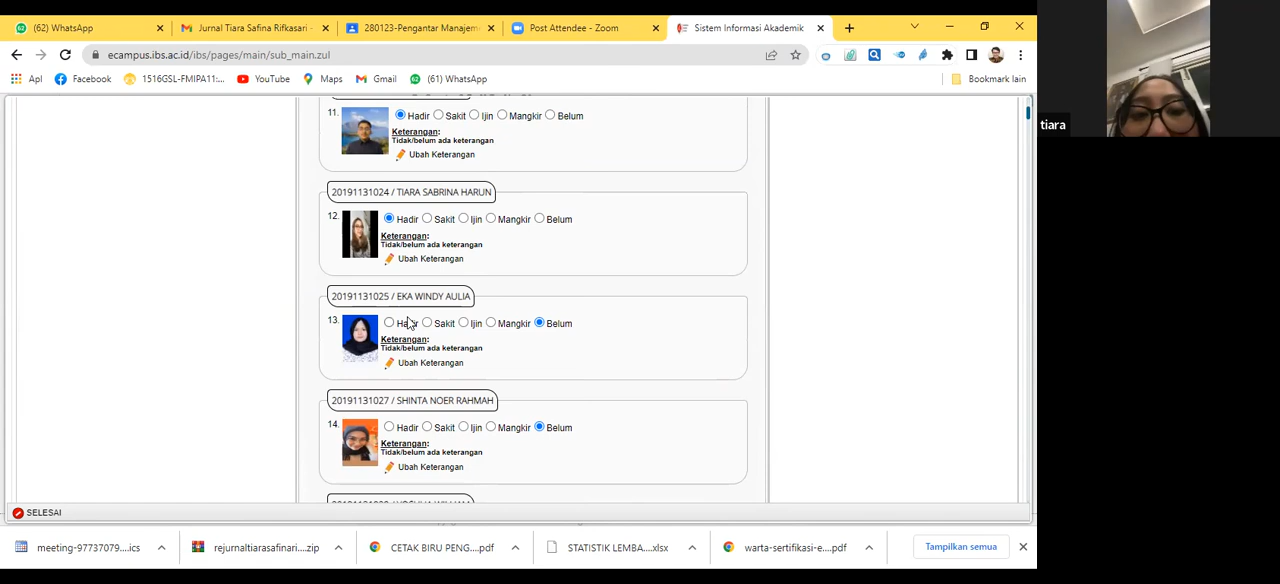 (62) WhatsApp
Jurnal Tiara Safina Rifkasari -
280123-Pengantar Manajem
Post Attendee - Zoom
Sistem Informasi Akademik
ecampus.ibs.ac.id/ibs/pages/main/sub_main.zul
Apl
Facebook
1516GSL-FMIPA11:...
YouTube
Maps
Gmail
(61) WhatsApp
Bookmark lain
11. Hadir Sakit Ijin Mangkir Belum
Keterangan:
Tidak/belum ada keterangan
Ubah Keterangan
20191131024 / TIARA SABRINA HARUN
12. Hadir Sakit Ijin Mangkir Belum
Keterangan:
Tidak/belum ada keterangan
Ubah Keterangan
20191131025 / EKA WINDY AULIA
13. Hadir Sakit Ijin Mangkir Belum
Keterangan:
Tidak/belum ada keterangan
Ubah Keterangan
20191131027 / SHINTA NOER RAHMAH
14. Hadir Sakit Ijin Mangkir Belum
Keterangan:
Tidak/belum ada keterangan
Ubah Keterangan
SELESAI
meeting-97737079....ics
rejurnaltiarasafinari....zip
CETAK BIRU PENG....pdf
STATISTIK LEMBA....xlsx
warta-sertifikasi-e....pdf
Tampilkan semua
tiara